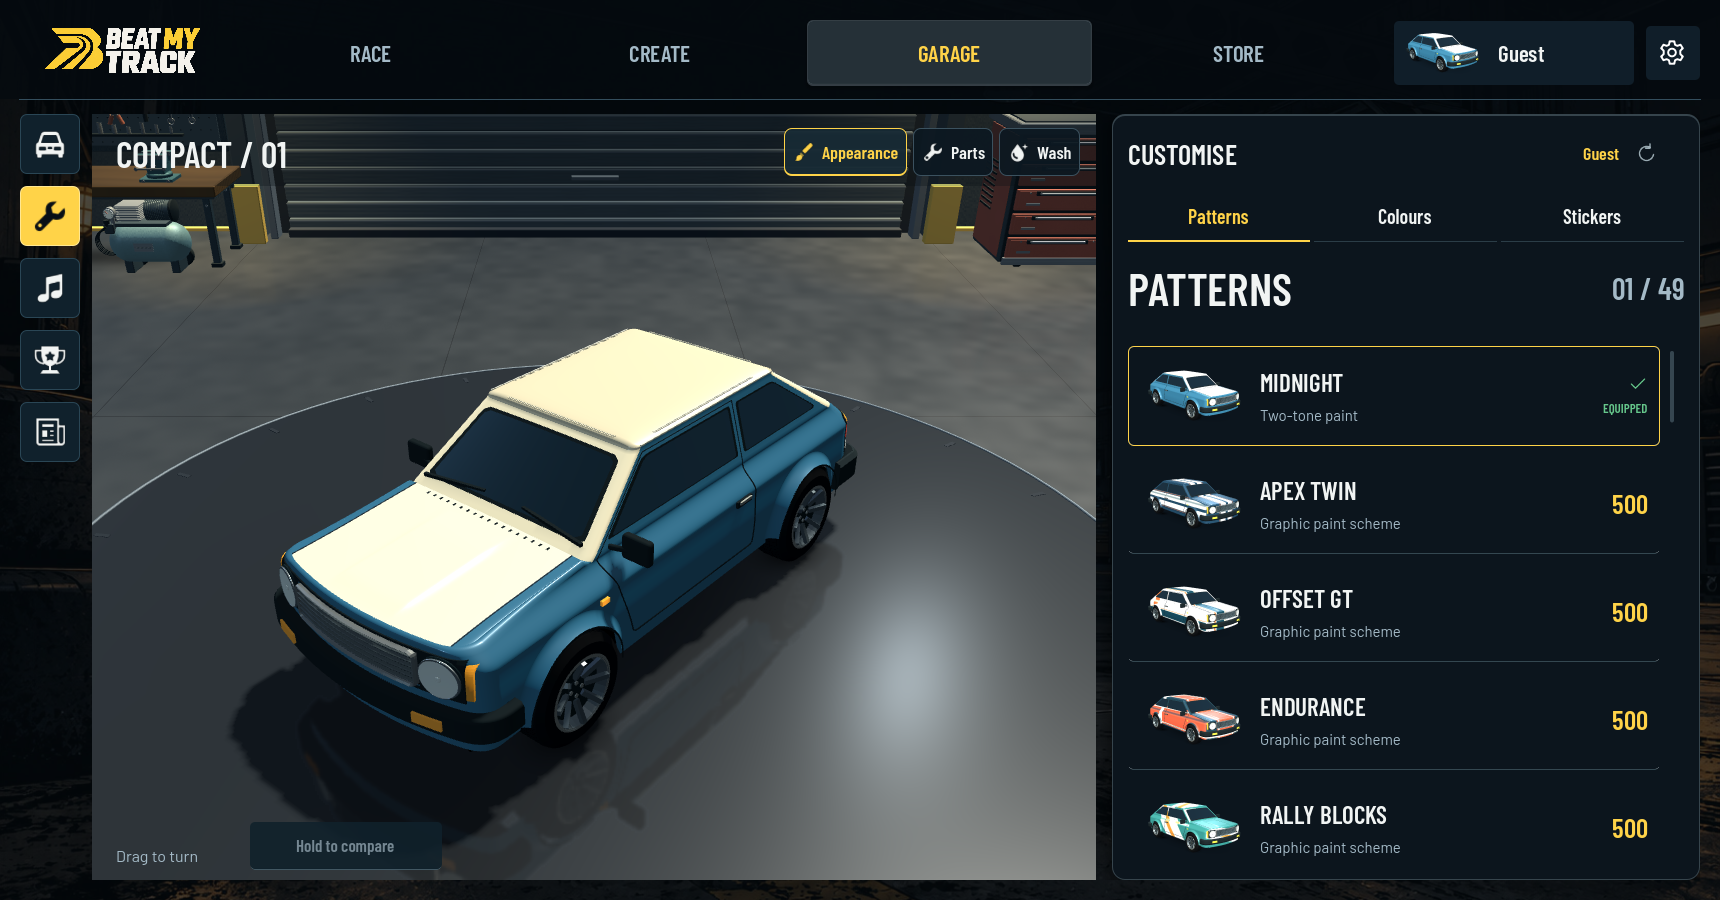 BEAT MY
TRACK
RACE
CREATE
GARAGE
STORE
Guest
COMPACT / 01
Appearance
Parts
Wash
Drag to turn
Hold to compare
CUSTOMISE
Guest
Patterns
Colours
Stickers
PATTERNS
01 / 49
MIDNIGHT
Two-tone paint
EQUIPPED
APEX TWIN
Graphic paint scheme
500
OFFSET GT
Graphic paint scheme
500
ENDURANCE
Graphic paint scheme
500
RALLY BLOCKS
Graphic paint scheme
500